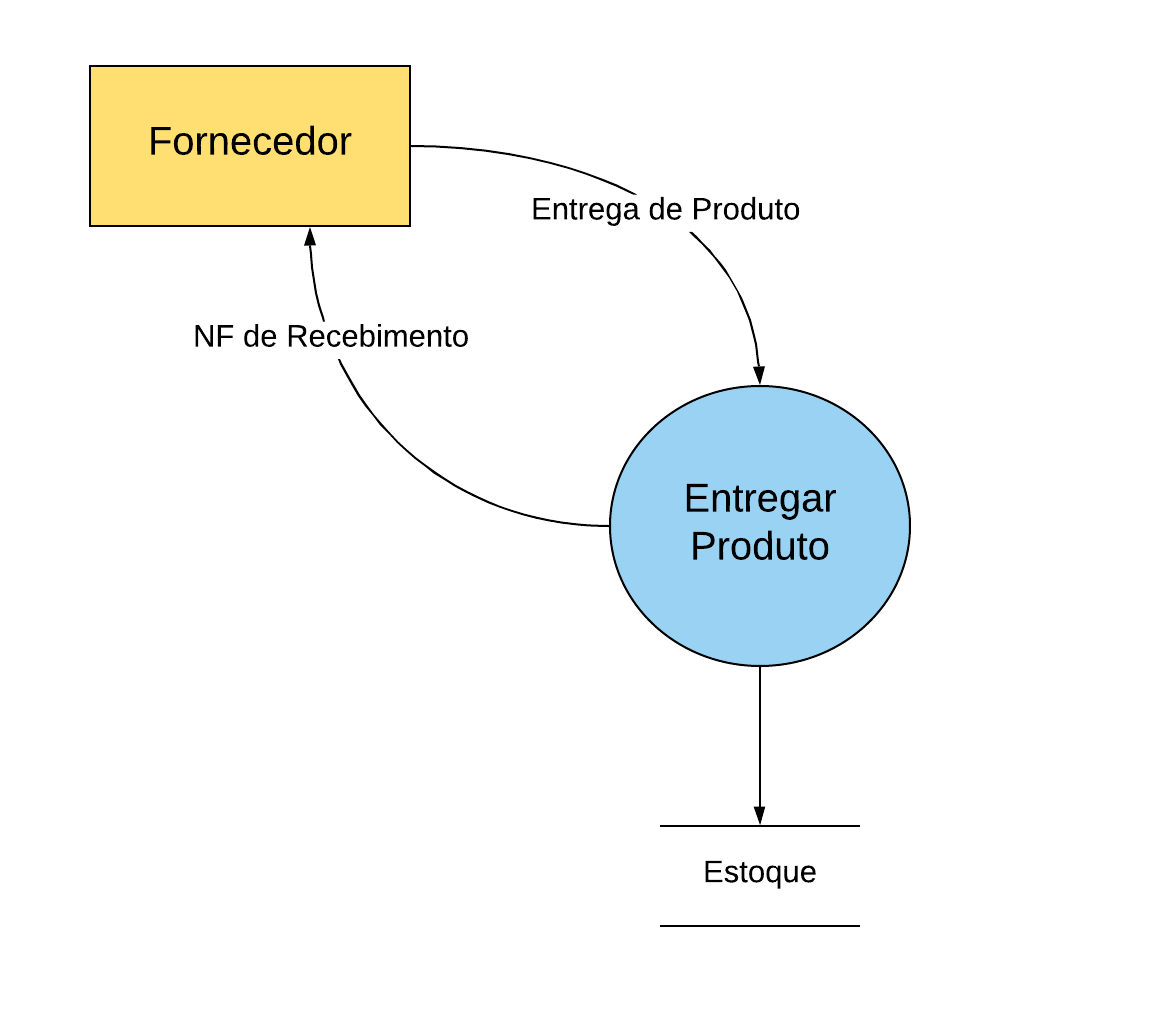 Fornecedor
Entrega de Produto
NF de Recebimento
Entregar
Produto
Estoque